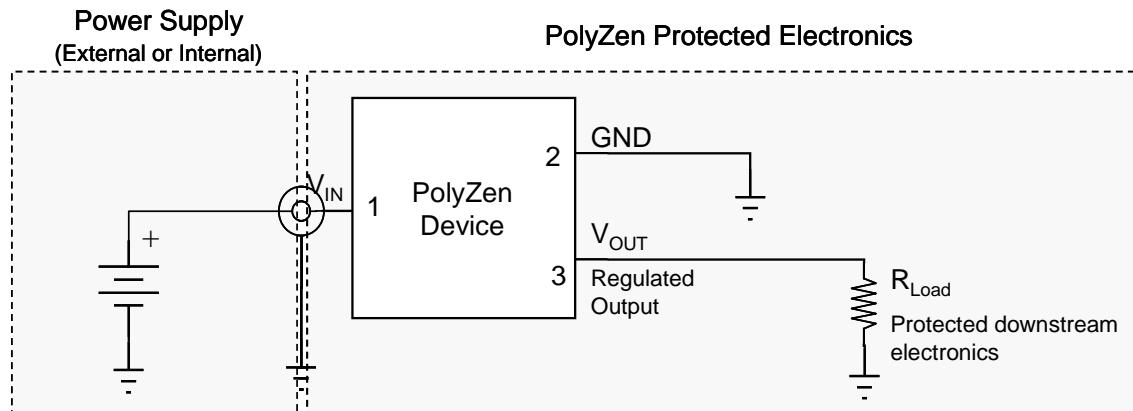 Power Supply
(External or Internal)
PolyZen Protected Electronics
VIN
1
PolyZen
Device
2
GND
3
VOUT
Regulated
Output
+
RLoad
Protected downstream
electronics